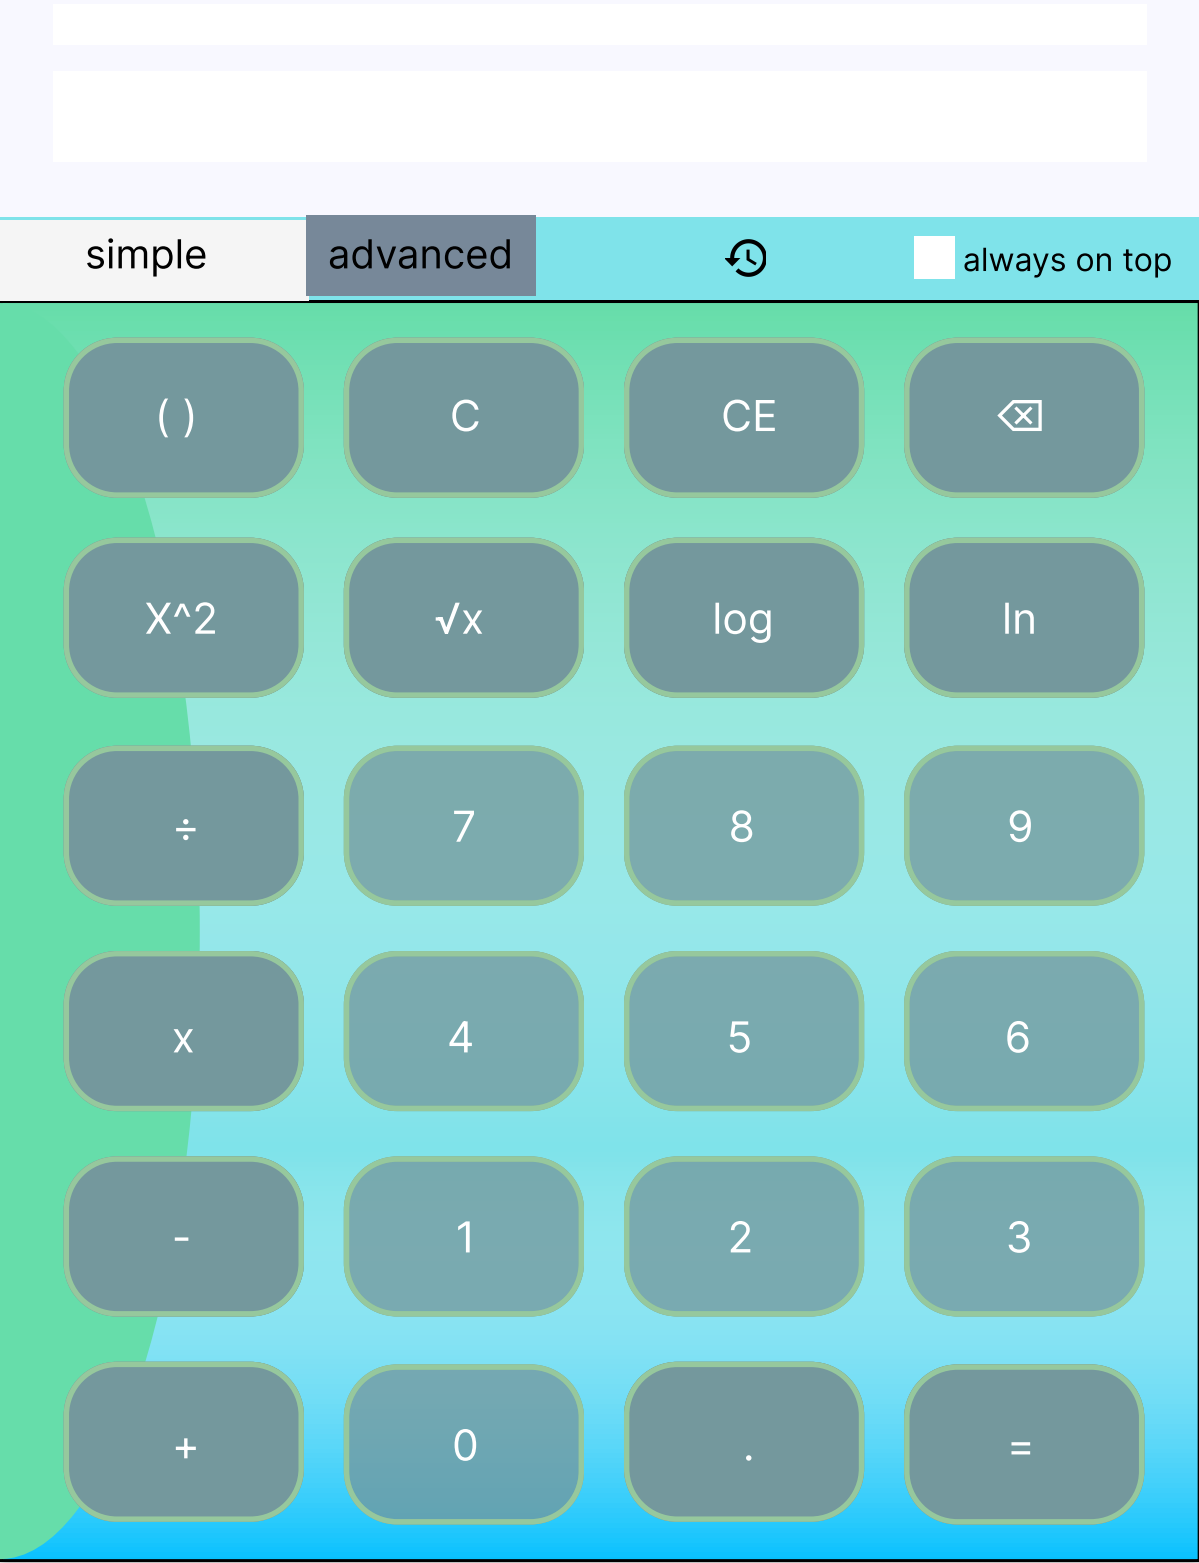 simple advanced always on top
( ) C CE
X^2 √x log ln
÷ 7 8 9
x 4 5 6
- 1 2 3
+ 0 . =